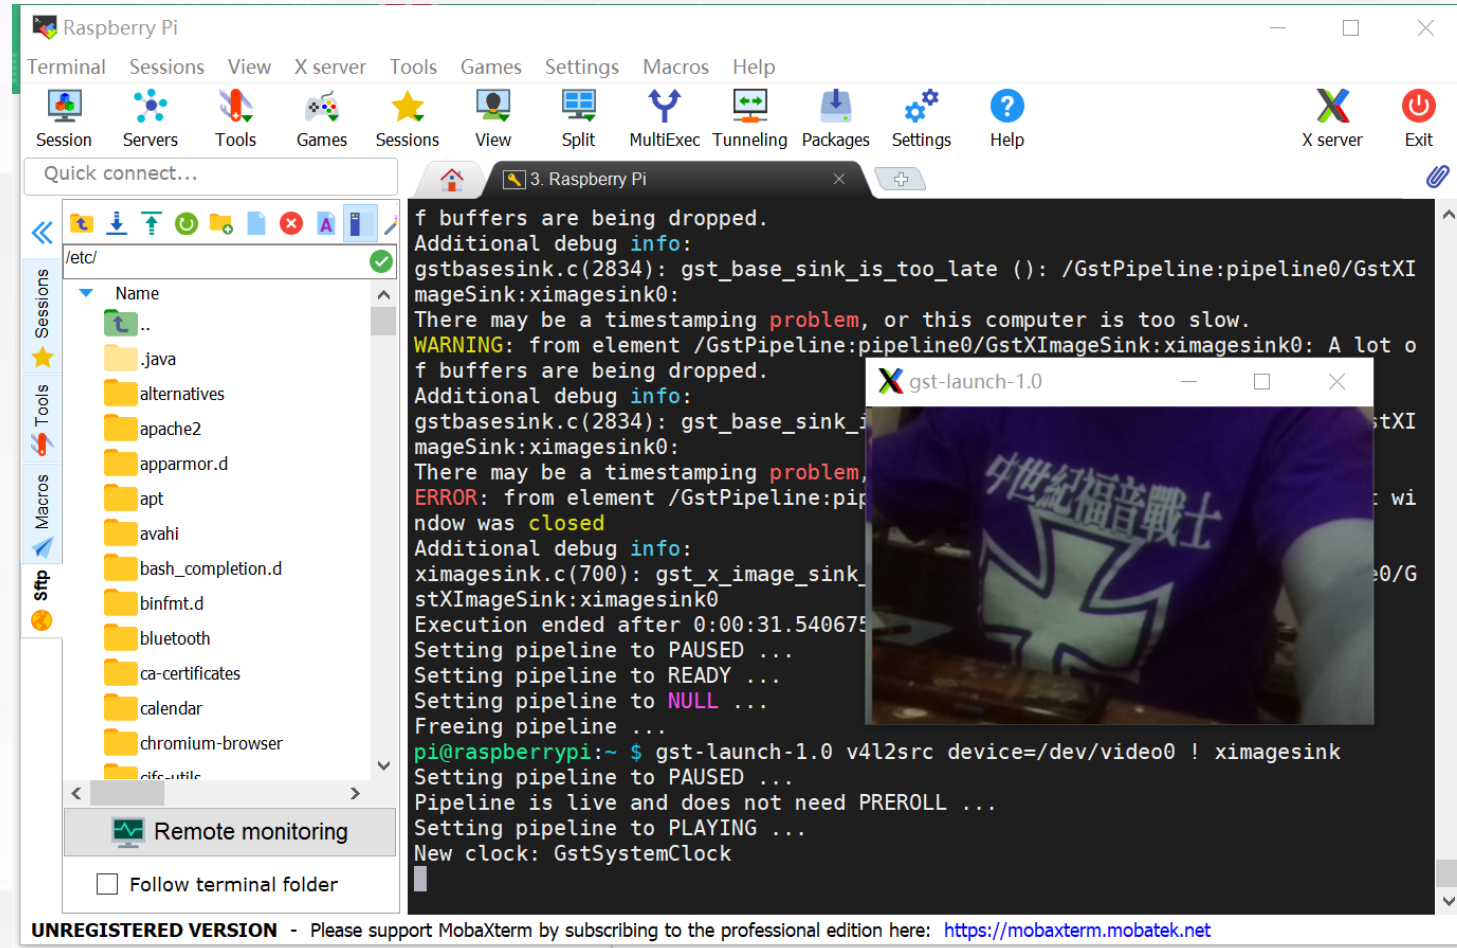 Raspberry Pi
Terminal Sessions View X server Tools Games Settings Macros Help
Session Servers Tools Games Sessions View Split MultiExec Tunneling Packages Settings Help X server Exit
Quick connect...
3. Raspberry Pi
/etc/
Name
..
.java
alternatives
apache2
apparmor.d
apt
avahi
bash_completion.d
binfmt.d
bluetooth
ca-certificates
calendar
chromium-browser
cifs-utils
Sessions
Tools
Macros
Sftp
Remote monitoring
Follow terminal folder
f buffers are being dropped.
Additional debug info:
gstbasesink.c(2834): gst_base_sink_is_too_late (): /GstPipeline:pipeline0/GstXI
mageSink:ximagesink0:
There may be a timestamping problem, or this computer is too slow.
WARNING: from element /GstPipeline:pipeline0/GstXImageSink:ximagesink0: A lot o
f buffers are being dropped.
Additional debug info:
gstbasesink.c(2834): gst_base_sink_i stXI
mageSink:ximagesink0:
There may be a timestamping problem,
ERROR: from element /GstPipeline:pip t wi
ndow was closed
Additional debug info:
ximagesink.c(700): gst_x_image_sink_ e0/G
stXImageSink:ximagesink0
Execution ended after 0:00:31.540675
Setting pipeline to PAUSED ...
Setting pipeline to READY ...
Setting pipeline to NULL ...
Freeing pipeline ...
pi@raspberrypi:~ $ gst-launch-1.0 v4l2src device=/dev/video0 ! ximagesink
Setting pipeline to PAUSED ...
Pipeline is live and does not need PREROLL ...
Setting pipeline to PLAYING ...
New clock: GstSystemClock
gst-launch-1.0
中世紀福音戰士
UNREGISTERED VERSION - Please support MobaXterm by subscribing to the professional edition here: https://mobaxterm.mobatek.net